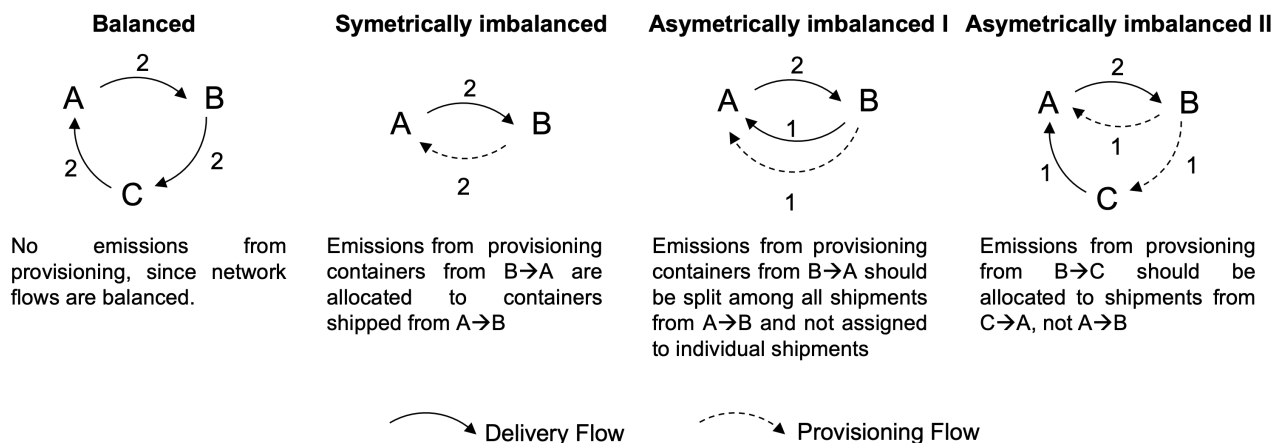 Balanced
A
2
B
2
2
C
No emissions from
provisioning, since network
flows are balanced.
Symetrically imbalanced
A
2
B
2
Emissions from provisioning
containers from B→A are
allocated to containers
shipped from A→B
Asymetrically imbalanced I
A
2
B
1
1
Emissions from provisioning
containers from B→A should
be split among all shipments
from A→B and not assigned
to individual shipments
Asymetrically imbalanced II
A
2
B
1
1
1
C
Emissions from provsioning
from B→C should be
allocated to shipments from
C→A, not A→B
Delivery Flow
Provisioning Flow